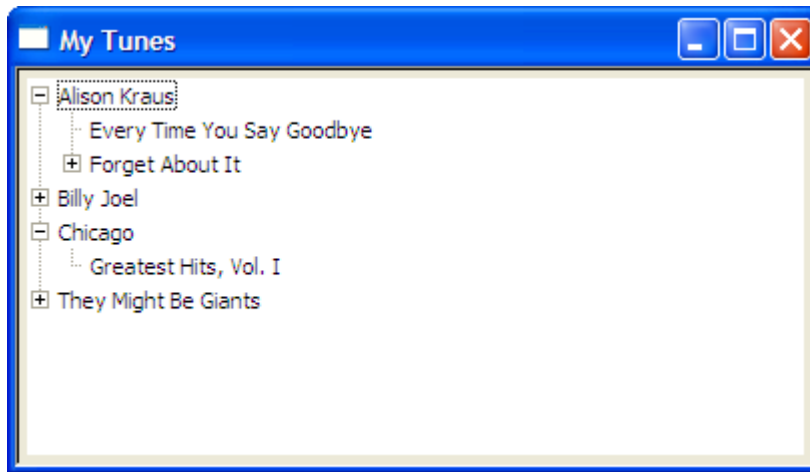 My Tunes
Alison Kraus
Every Time You Say Goodbye
Forget About It
Billy Joel
Chicago
Greatest Hits, Vol. I
They Might Be Giants